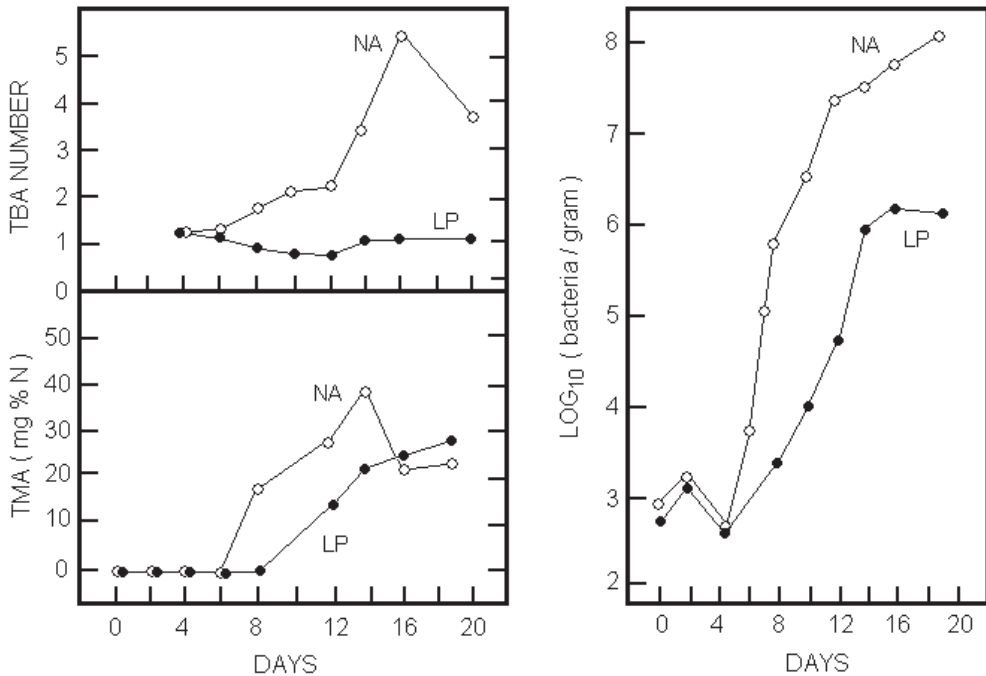 5
4
3
2
1
0
TBA NUMBER
NA
LP
50
40
30
20
10
0
TMA ( mg % N )
NA
LP
0 4 8 12 16 20
DAYS
8
7
6
5
4
3
2
LOG10 ( bacteria / gram )
NA
LP
0 4 8 12 16 20
DAYS